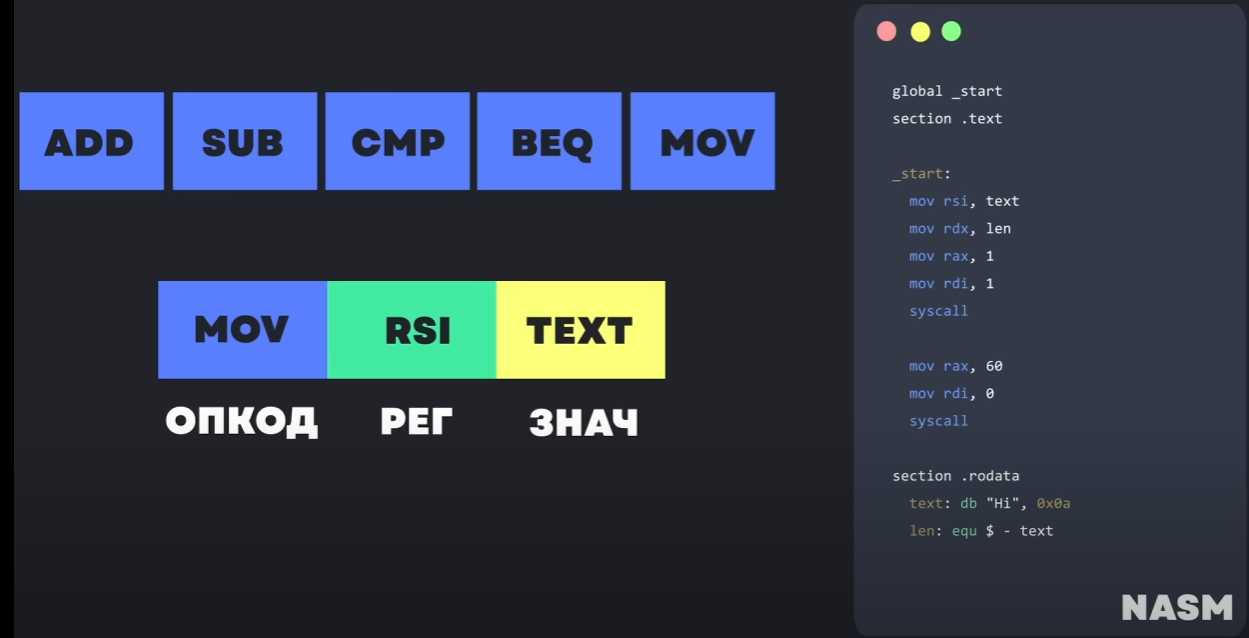 ADD SUB CMP BEQ MOV
MOV RSI TEXT
ОПКОД РЕГ ЗНАЧ
global _start
section .text
_start:
mov rsi, text
mov rdx, len
mov rax, 1
mov rdi, 1
syscall
mov rax, 60
mov rdi, 0
syscall
section .rodata
text: db "Hi", 0x0a
len: equ $ - text
NASM